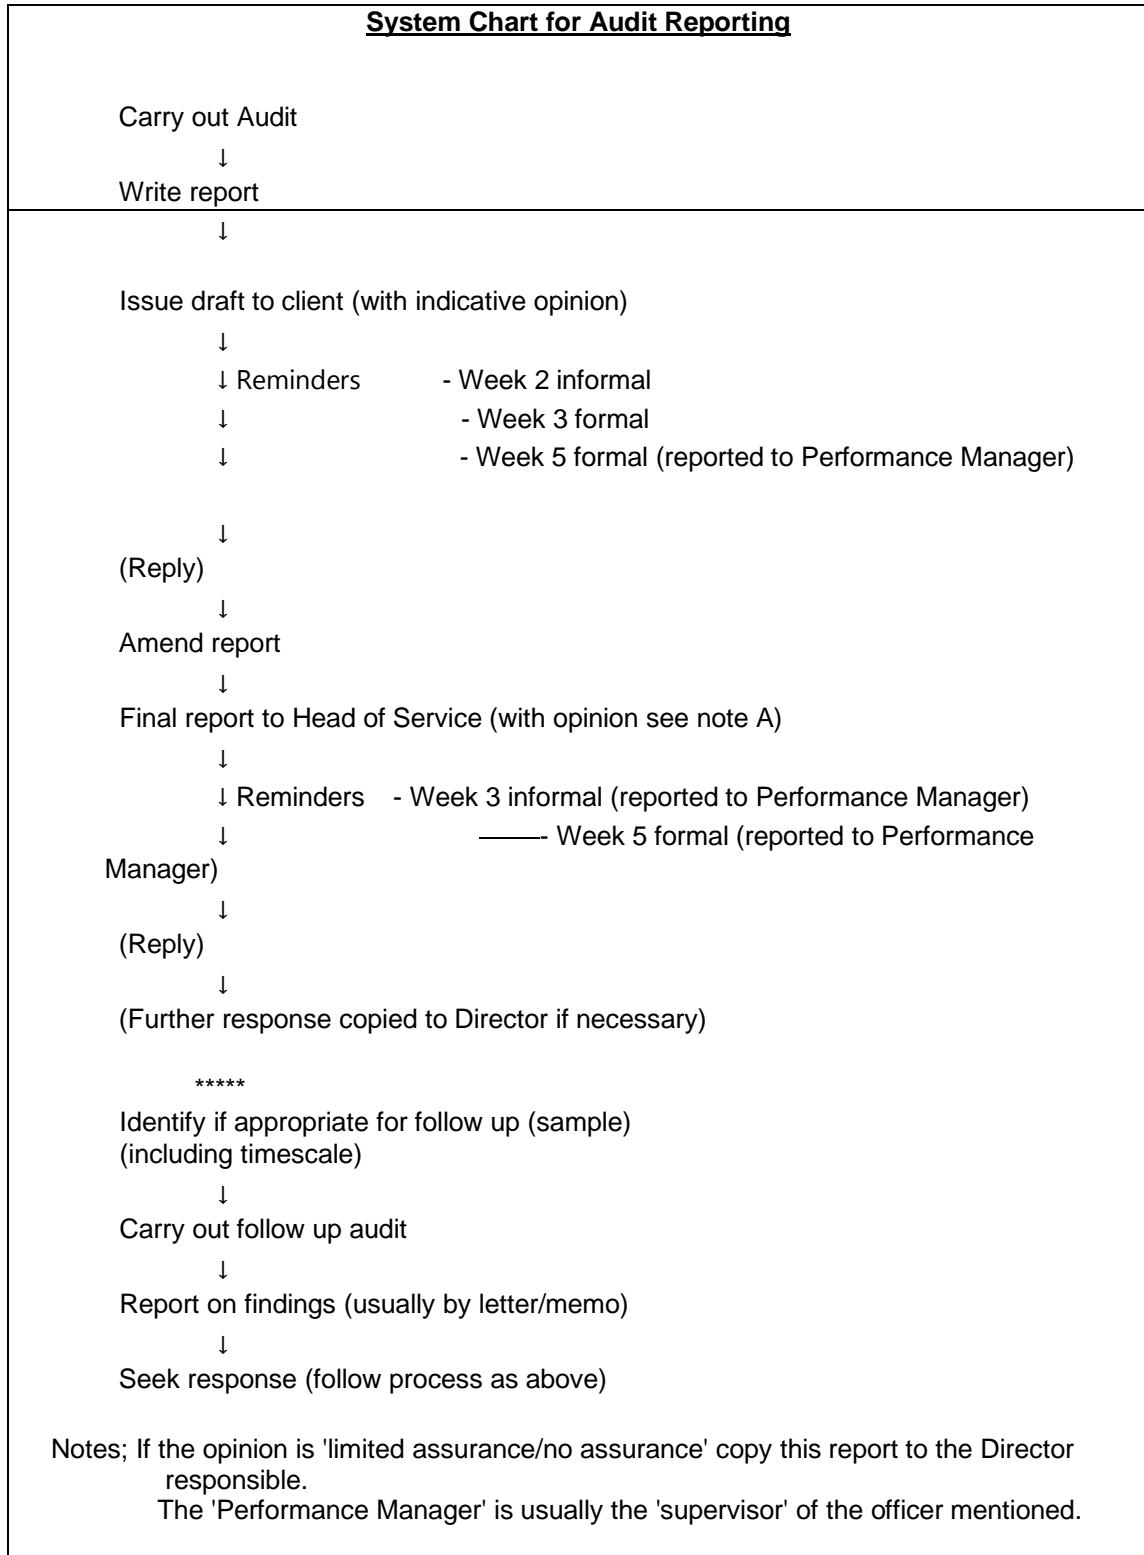 System Chart for Audit Reporting
Carry out Audit
↓
Write report
↓
Issue draft to client (with indicative opinion)
↓
↓ Reminders - Week 2 informal
↓ - Week 3 formal
↓ - Week 5 formal (reported to Performance Manager)
↓
(Reply)
↓
Amend report
↓
Final report to Head of Service (with opinion see note A)
↓
↓ Reminders - Week 3 informal (reported to Performance Manager)
↓ ——- Week 5 formal (reported to Performance
Manager)
↓
(Reply)
↓
(Further response copied to Director if necessary)
*****
Identify if appropriate for follow up (sample)
(including timescale)
↓
Carry out follow up audit
↓
Report on findings (usually by letter/memo)
↓
Seek response (follow process as above)
Notes; If the opinion is 'limited assurance/no assurance' copy this report to the Director
responsible.
The 'Performance Manager' is usually the 'supervisor' of the officer mentioned.